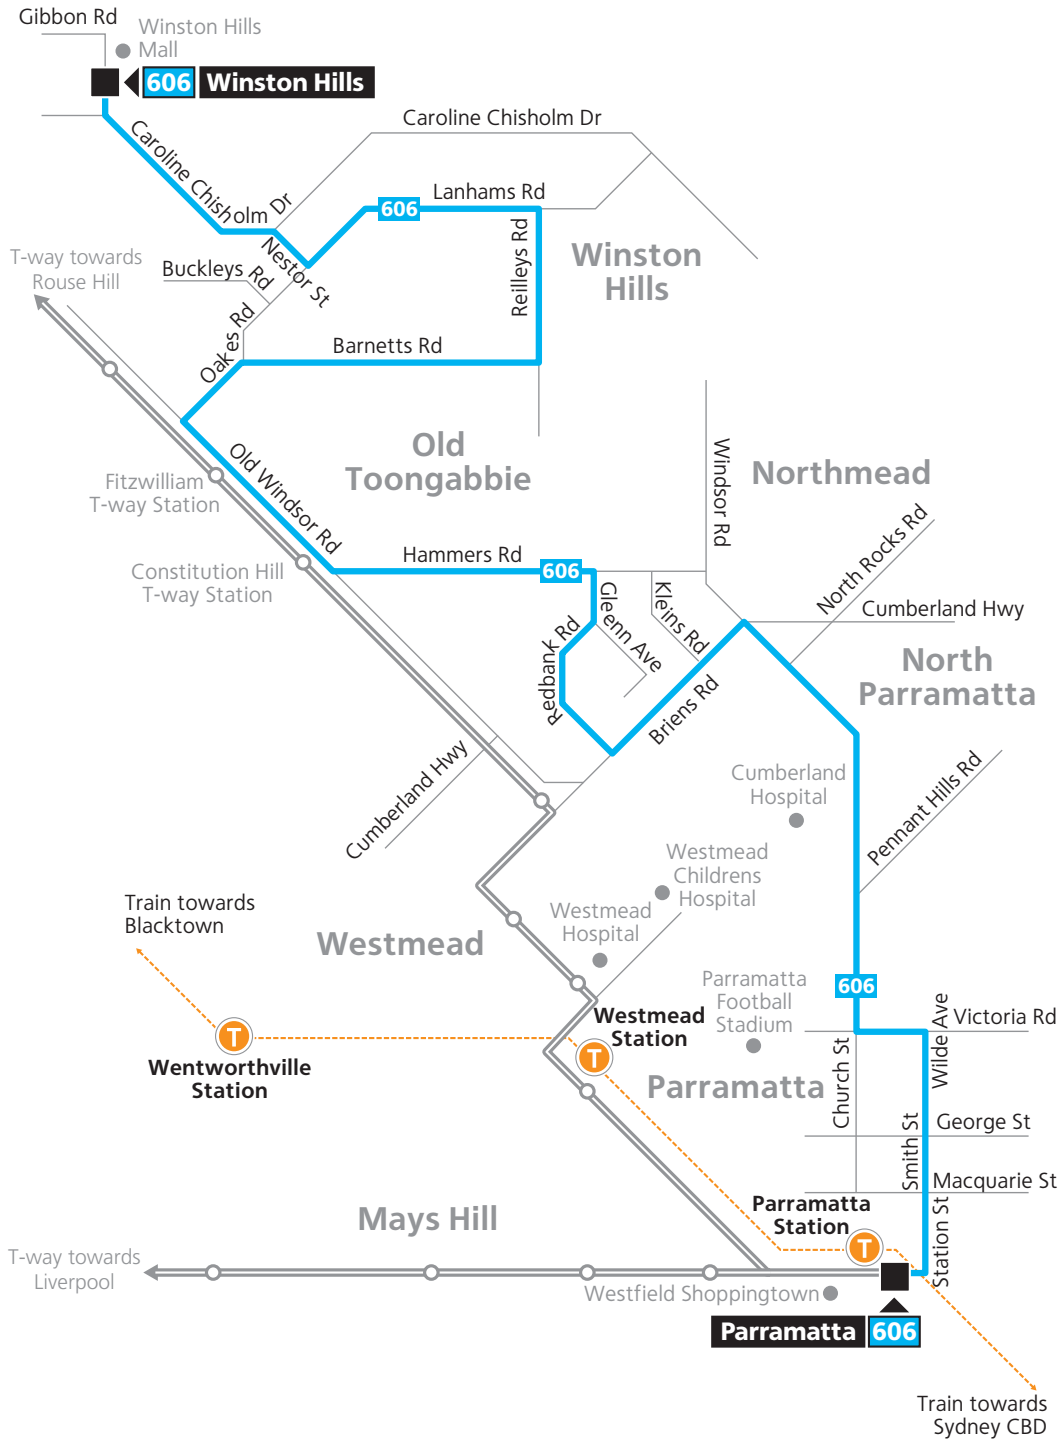 Gibbon Rd
Winston Hills
Mall
606 Winston Hills
Caroline Chisholm Dr
Caroline Chisholm Dr
Lanhams Rd
606
Nestor St
Reilleys Rd
Winston
Hills
T-way towards
Rouse Hill
Buckleys Rd
Oakes Rd
Barnetts Rd
Old
Toongabbie
Old Windsor Rd
Windsor Rd
Northmead
Fitzwilliam
T-way Station
North Rocks Rd
Hammers Rd
606
Constitution Hill
T-way Station
Gleenn Ave
Kleins Rd
Cumberland Hwy
Redbank Rd
North
Parramatta
Briens Rd
Cumberland Hwy
Cumberland
Hospital
Pennant Hills Rd
Westmead
Childrens
Hospital
Train towards
Blacktown
Westmead
Hospital
Westmead
Parramatta
Football
Stadium
606
Westmead
Station
T
Wilde Ave
Victoria Rd
T
Wentworthville
Station
Church St
Parramatta
Smith St
George St
Macquarie St
Mays Hill
Parramatta
Station
T
Station St
T-way towards
Liverpool
Westfield Shoppingtown
Parramatta 606
Train towards
Sydney CBD